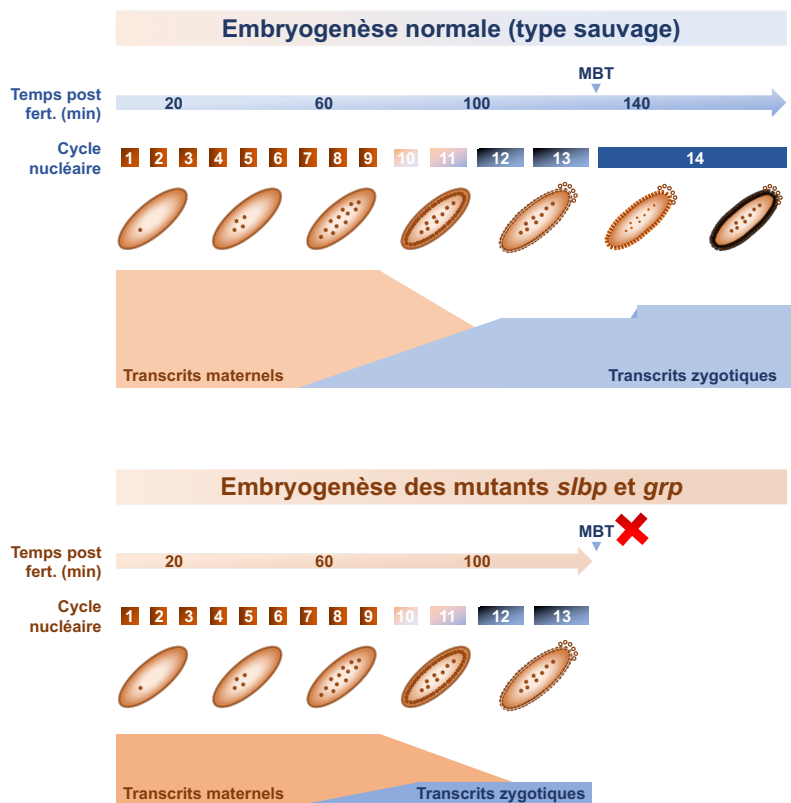 Embryogenèse normale (type sauvage)
MBT
Temps post
fert. (min)
20 60 100 140
Cycle
nucléaire
1 2 3 4 5 6 7 8 9 10 11 12 13 14
Transcrits maternels Transcrits zygotiques
Embryogenèse des mutants slbp et grp
MBT
Temps post
fert. (min)
20 60 100
Cycle
nucléaire
1 2 3 4 5 6 7 8 9 10 11 12 13
Transcrits maternels Transcrits zygotiques